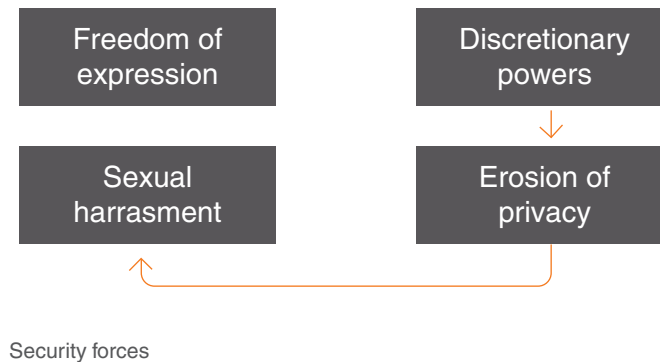 Freedom of
expression
Discretionary
powers
Sexual
harrasment
Erosion of
privacy
Security forces